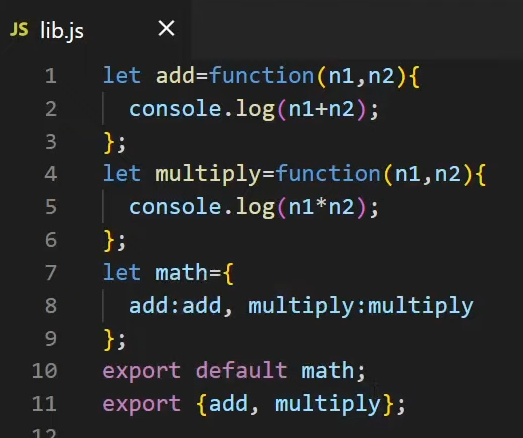 JS lib.js ×
1 let add=function(n1,n2){
2 console.log(n1+n2);
3 };
4 let multiply=function(n1,n2){
5 console.log(n1*n2);
6 };
7 let math={
8 add:add, multiply:multiply
9 };
10 export default math;
11 export {add, multiply};
12